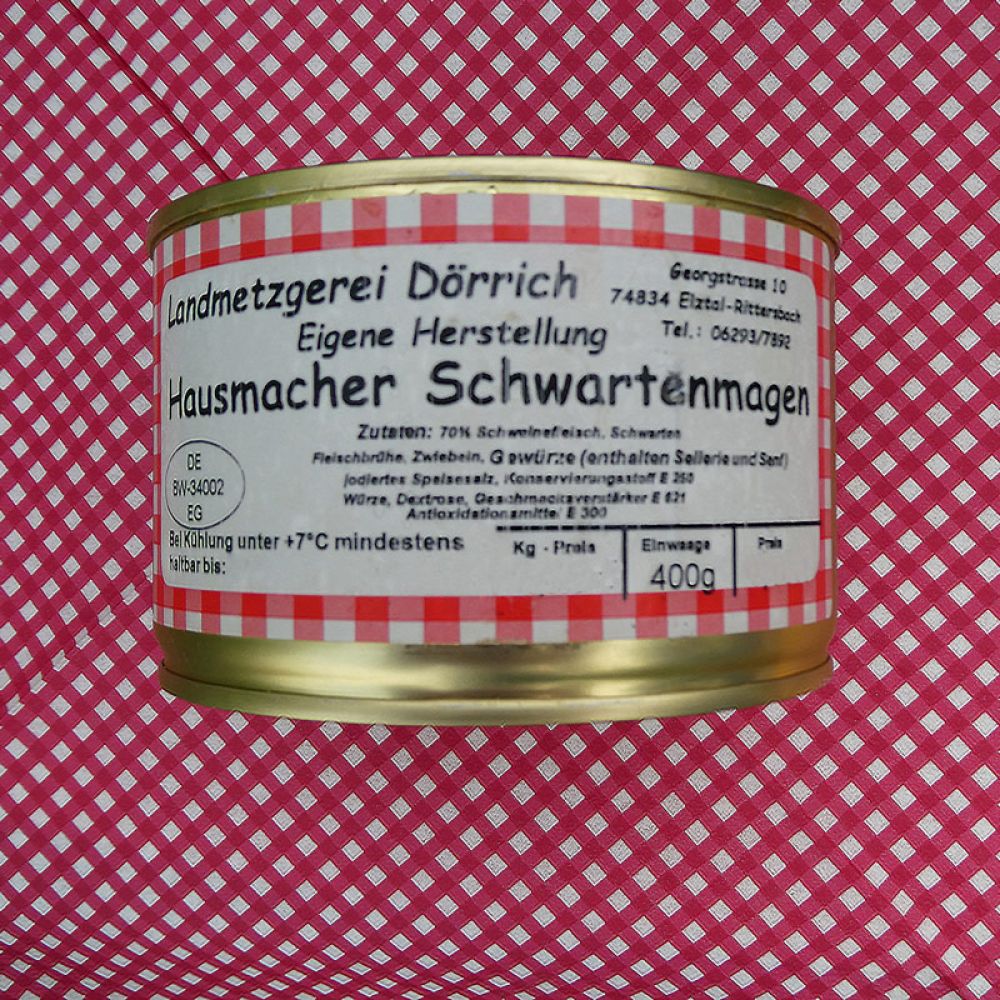 Landmetzgerei Dörrich
Georgstrasse 10
74834 Elztal-Rittersbach
Tel.: 06293/7892
Eigene Herstellung
Hausmacher Schwartenmagen
Zutaten: 70% Schweinefleisch, Schwarten
Fleischbrühe, Zwiebeln, Gewürze (enthalten Sellerie und Senf)
jodiertes Speisesalz, Konservierungsstoff E 250
Würze, Dextrose, Geschmacksverstärker E 621
Antioxidationsmittel E 300
DE
BW-34002
EG
Bei Kühlung unter +7°C mindestens
haltbar bis:
Kg - Preis
Einwaage
400g
Preis